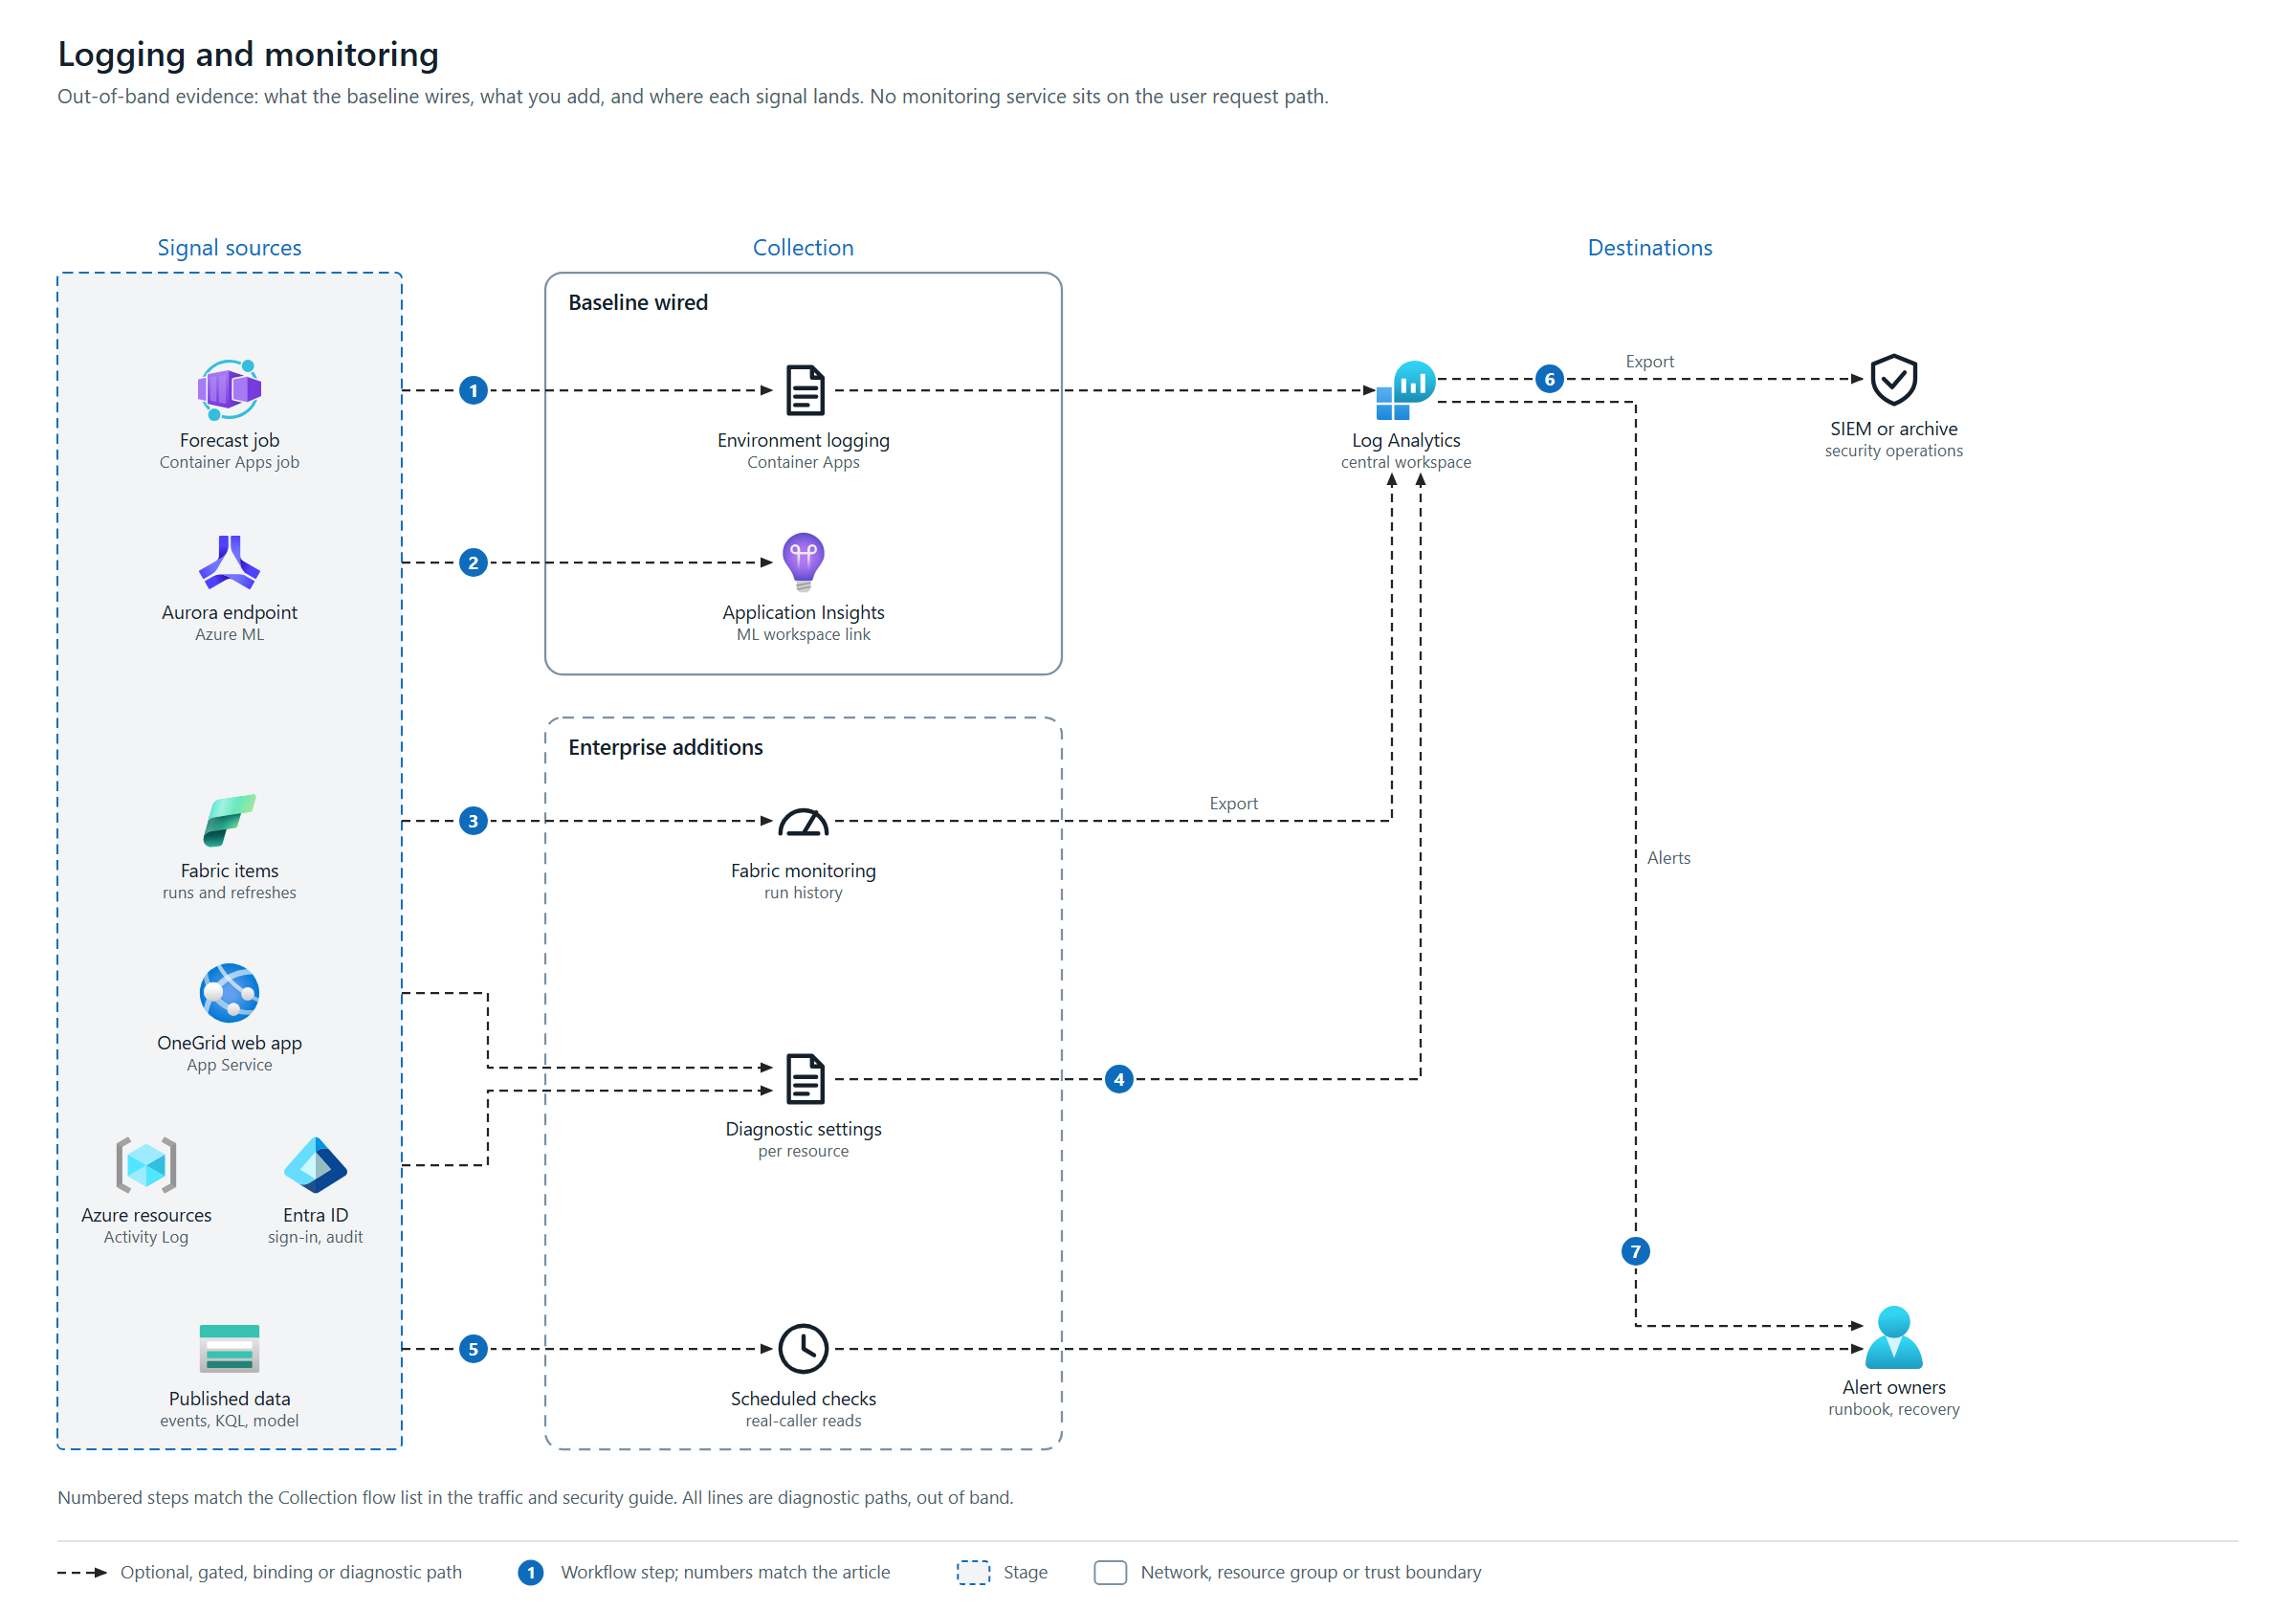 Logging and monitoring
Out-of-band evidence: what the baseline wires, what you add, and where each signal lands. No monitoring service sits on the user request path.
Signal sources
Collection
Destinations
Baseline wired
Forecast job
Container Apps job
1
Environment logging
Container Apps
Log Analytics
central workspace
6
Export
SIEM or archive
security operations
Aurora endpoint
Azure ML
2
Application Insights
ML workspace link
Enterprise additions
Fabric items
runs and refreshes
3
Fabric monitoring
run history
Export
Alerts
OneGrid web app
App Service
Diagnostic settings
per resource
4
Azure resources
Activity Log
Entra ID
sign-in, audit
7
Published data
events, KQL, model
5
Scheduled checks
real-caller reads
Alert owners
runbook, recovery
Numbered steps match the Collection flow list in the traffic and security guide. All lines are diagnostic paths, out of band.
Optional, gated, binding or diagnostic path
1
Workflow step; numbers match the article
Stage
Network, resource group or trust boundary